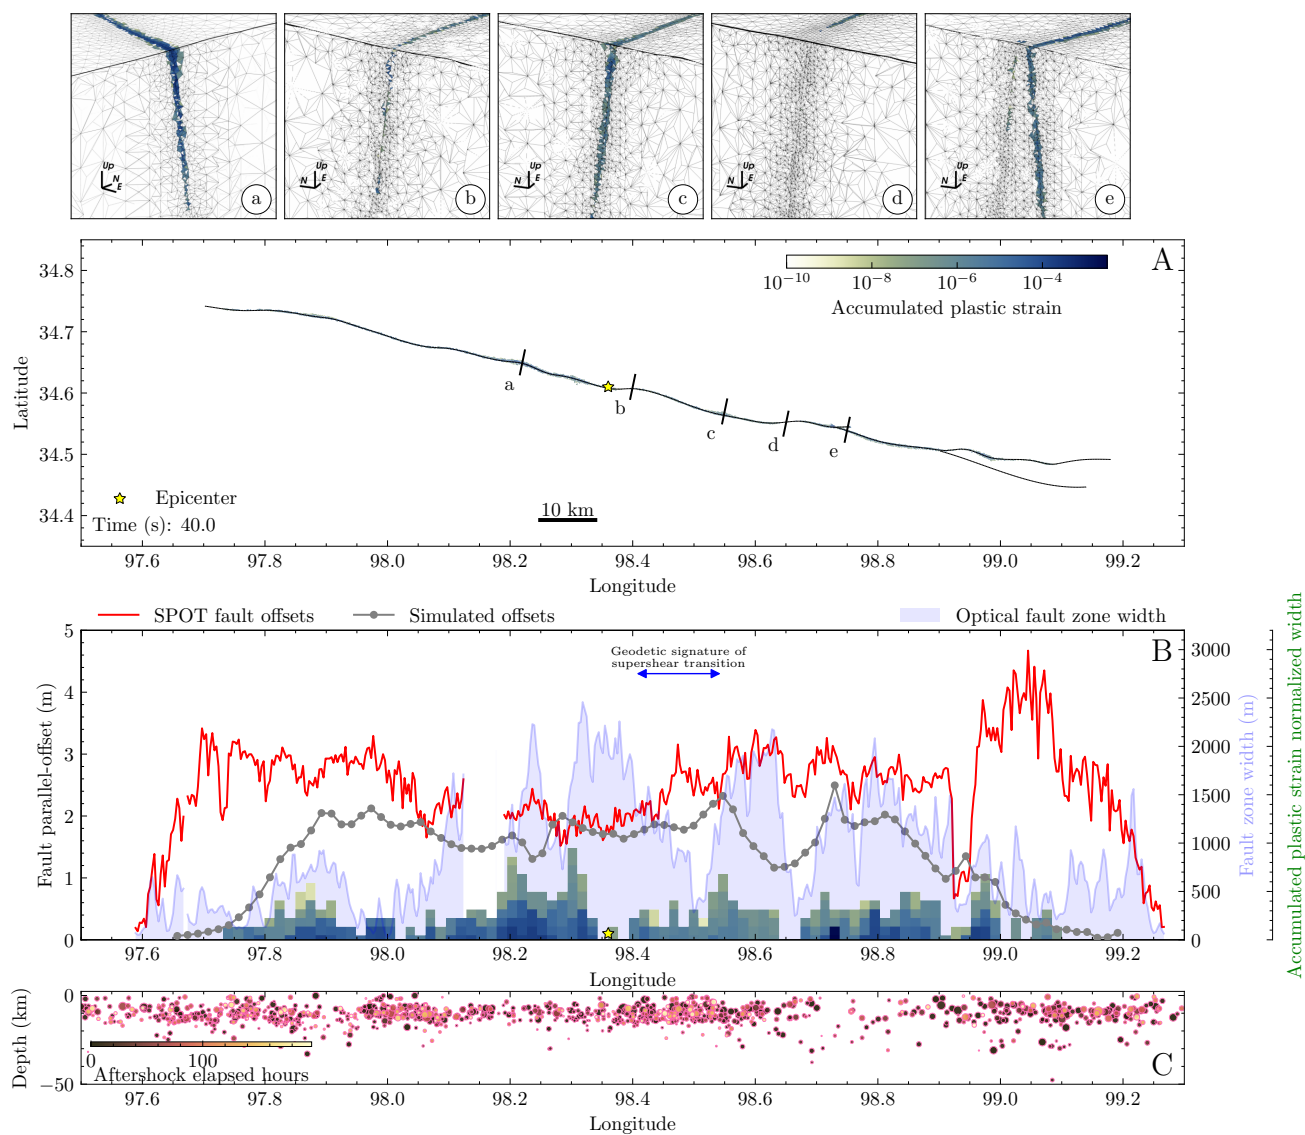 Up
N
E
a
Up
N
E
b
Up
N
E
c
Up
N
E
d
Up
N
E
e
A
34.8
34.7
34.6
34.5
34.4
Latitude
10⁻¹⁰ 10⁻⁸ 10⁻⁶ 10⁻⁴
Accumulated plastic strain
a
b
c
d
e
Epicenter
Time (s): 40.0
10 km
97.6 97.8 98.0 98.2 98.4 98.6 98.8 99.0 99.2
Longitude
SPOT fault offsets
Simulated offsets
Optical fault zone width
B
Geodetic signature of
supershear transition
5
4
3
2
1
0
Fault parallel-offset (m)
3000
2500
2000
1500
1000
500
0
Fault zone width (m)
Accumulated plastic strain normalized width
97.6 97.8 98.0 98.2 98.4 98.6 98.8 99.0 99.2
Longitude
0
−50
Depth (km)
0 100
Aftershock elapsed hours
C
97.6 97.8 98.0 98.2 98.4 98.6 98.8 99.0 99.2
Longitude